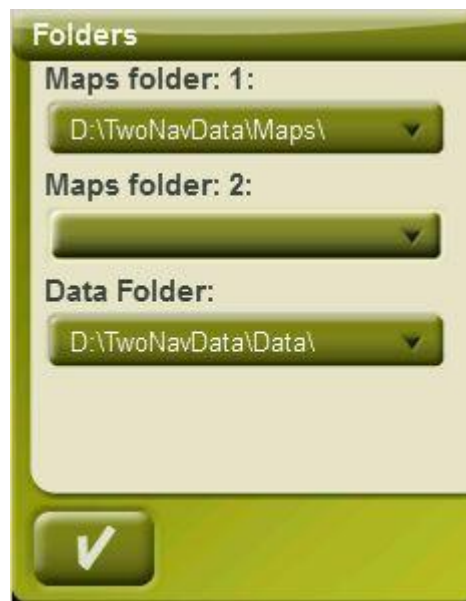 Folders
Maps folder: 1:
D:\TwoNavData\Maps\
Maps folder: 2:
Data Folder:
D:\TwoNavData\Data\